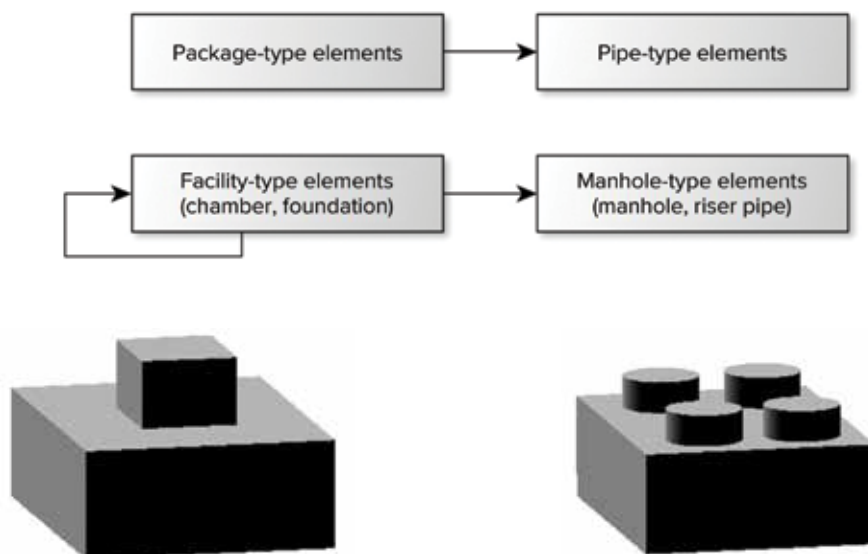 Package-type elements
Pipe-type elements
Facility-type elements
(chamber, foundation)
Manhole-type elements
(manhole, riser pipe)